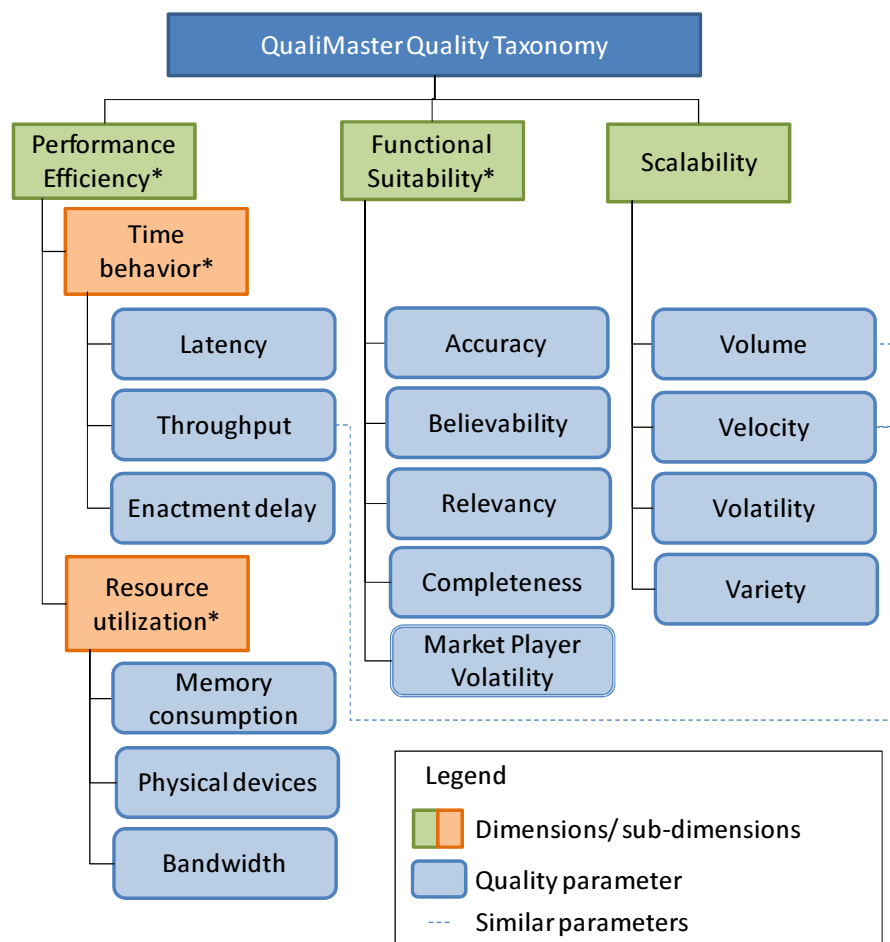 QualiMaster Quality Taxonomy
Performance
Efficiency*
Functional
Suitability*
Scalability
Time
behavior*
Latency
Throughput
Enactment delay
Resource
utilization*
Memory
consumption
Physical devices
Bandwidth
Accuracy
Believability
Relevancy
Completeness
Market Player
Volatility
Volume
Velocity
Volatility
Variety
Legend
Dimensions/ sub-dimensions
Quality parameter
Similar parameters